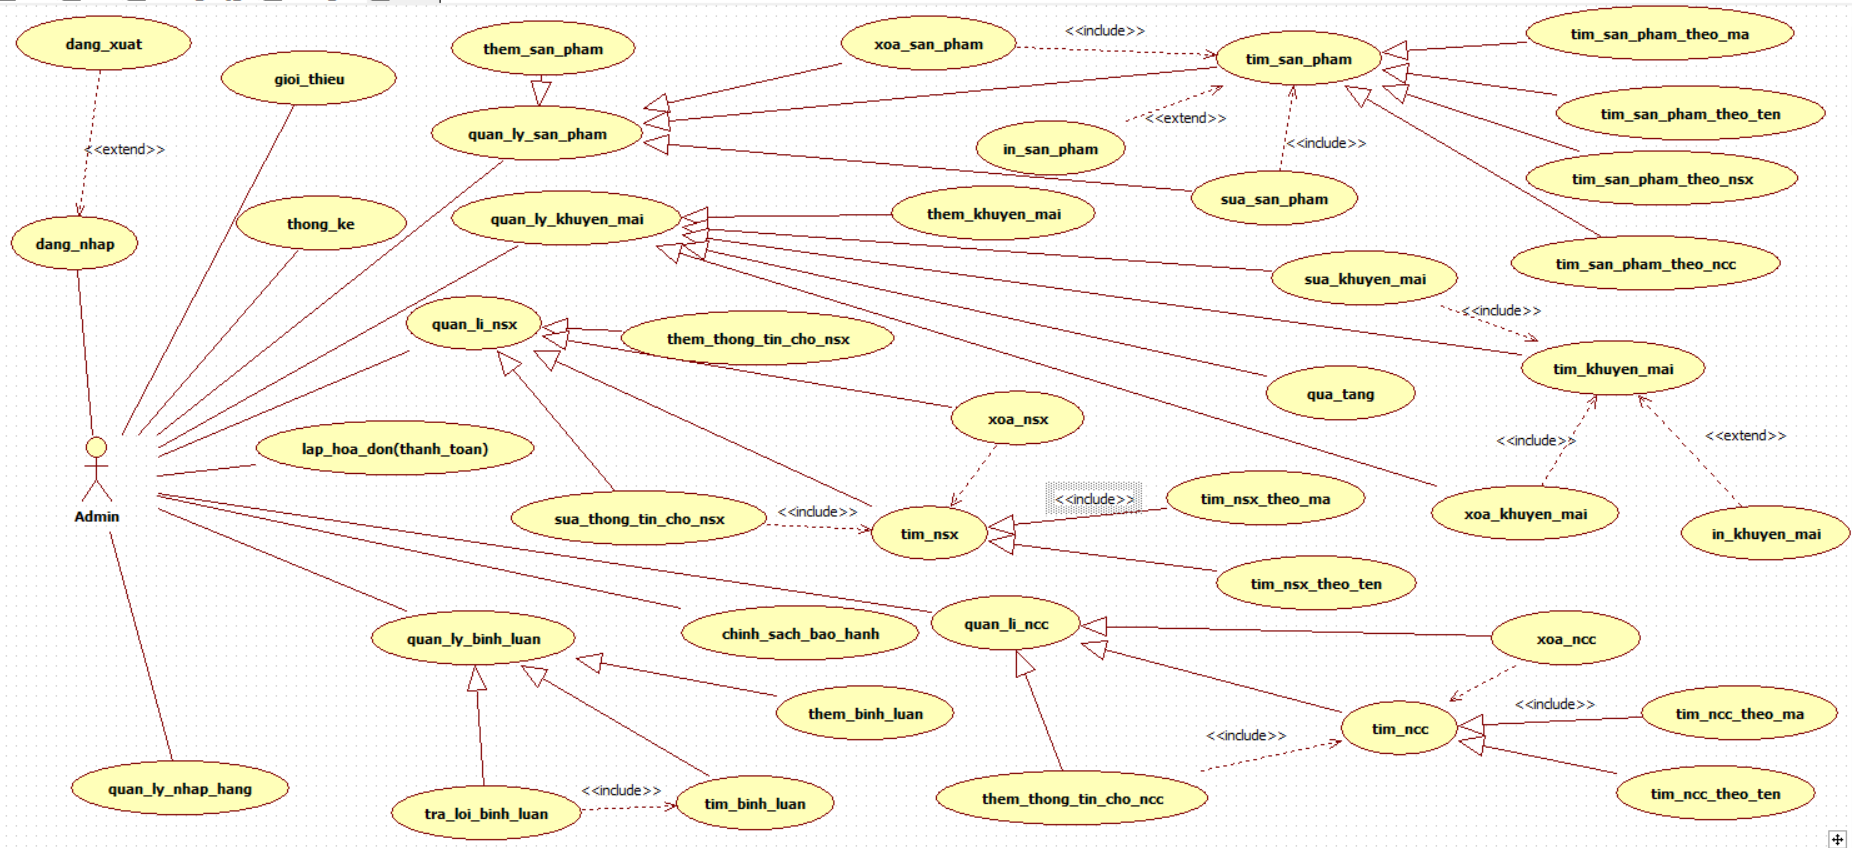 dang_xuat
gioi_thieu
them_san_pham
xoa_san_pham
<<include>>
tim_san_pham
tim_san_pham_theo_ma
<<extend>>
quan_ly_san_pham
in_san_pham
<<extend>>
<<include>>
tim_san_pham_theo_ten
tim_san_pham_theo_nsx
dang_nhap
thong_ke
quan_ly_khuyen_mai
them_khuyen_mai
sua_san_pham
tim_san_pham_theo_ncc
sua_khuyen_mai
<<include>>
quan_li_nsx
them_thong_tin_cho_nsx
tim_khuyen_mai
qua_tang
xoa_nsx
lap_hoa_don(thanh_toan)
<<include>>
<<extend>>
Admin
sua_thong_tin_cho_nsx
<<include>>
tim_nsx
<<include>>
tim_nsx_theo_ma
xoa_khuyen_mai
in_khuyen_mai
tim_nsx_theo_ten
quan_ly_binh_luan
chinh_sach_bao_hanh
quan_li_ncc
xoa_ncc
them_binh_luan
<<include>>
tim_ncc
<<include>>
tim_ncc_theo_ma
quan_ly_nhap_hang
tra_loi_binh_luan
<<include>>
tim_binh_luan
them_thong_tin_cho_ncc
tim_ncc_theo_ten